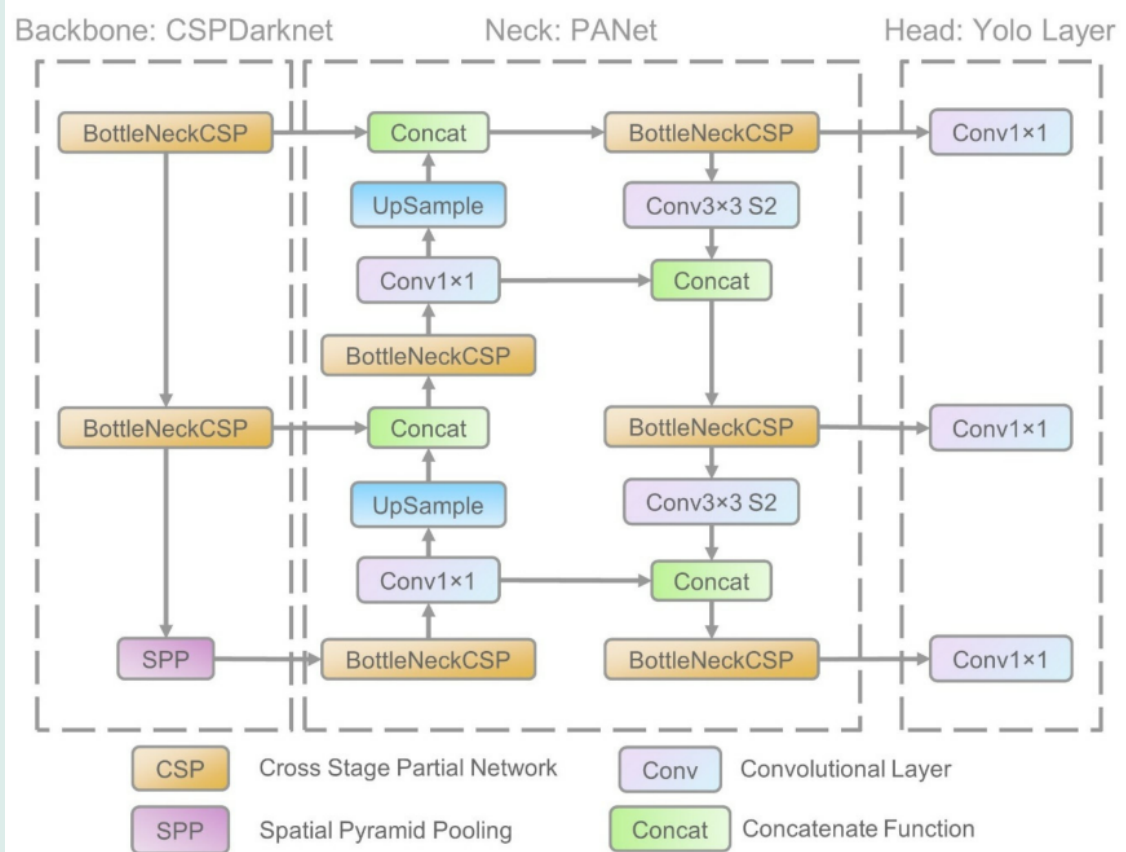 Backbone: CSPDarknet
Neck: PANet
Head: Yolo Layer
BottleNeckCSP
BottleNeckCSP
SPP
Concat
UpSample
Conv1×1
BottleNeckCSP
Concat
UpSample
Conv1×1
BottleNeckCSP
BottleNeckCSP
Conv3×3 S2
Concat
BottleNeckCSP
Conv3×3 S2
Concat
BottleNeckCSP
Conv1×1
Conv1×1
Conv1×1
CSP Cross Stage Partial Network
Conv Convolutional Layer
SPP Spatial Pyramid Pooling
Concat Concatenate Function